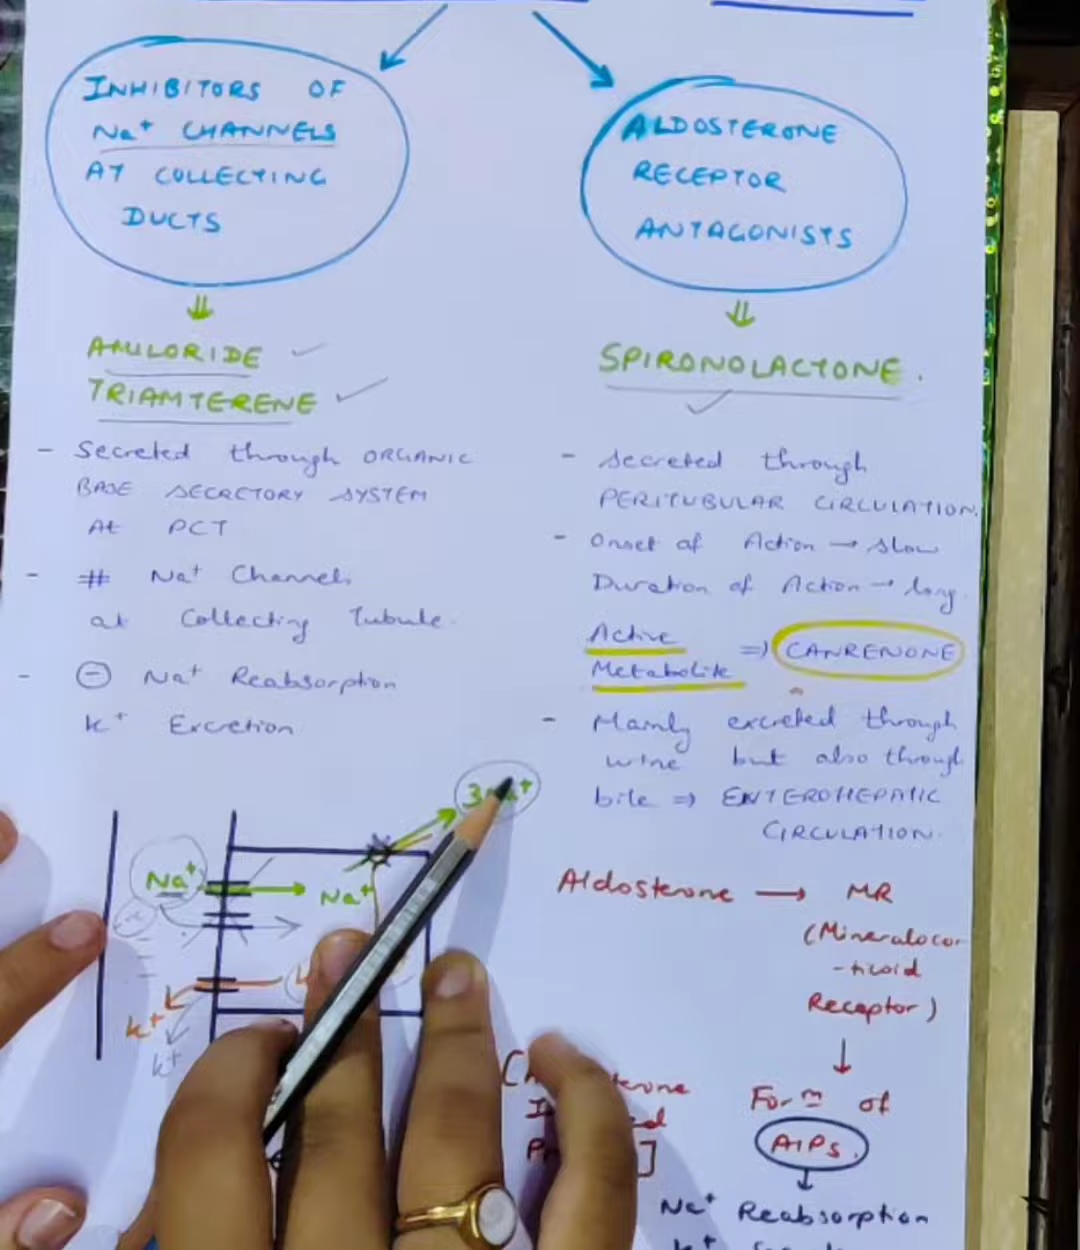 INHIBITORS OF
Na+ CHANNELS
AT COLLECTING
DUCTS
AMILORIDE
TRIAMTERENE
- Secreted through ORGANIC
BASE SECRETORY SYSTEM
At PCT
- # Na+ Channels
at Collecting Tubule.
- ⊖ Na+ Reabsorption
K+ Excretion
Na+
Na+
3Na+
K+
K+
ALDOSTERONE
RECEPTOR
ANTAGONISTS
SPIRONOLACTONE.
- Secreted through
PERITUBULAR CIRCULATION.
- Onset of Action → slow
Duration of Action → long.
Active
Metabolite ⇒ CANRENONE
- Mainly excreted through
urine but also through
bile ⇒ ENTEROHEPATIC
CIRCULATION.
Aldosterone → MR
(Mineralocor
-ticoid
Receptor)
↓
Form of
AIPs.
↓
Na+ Reabsorption
K+